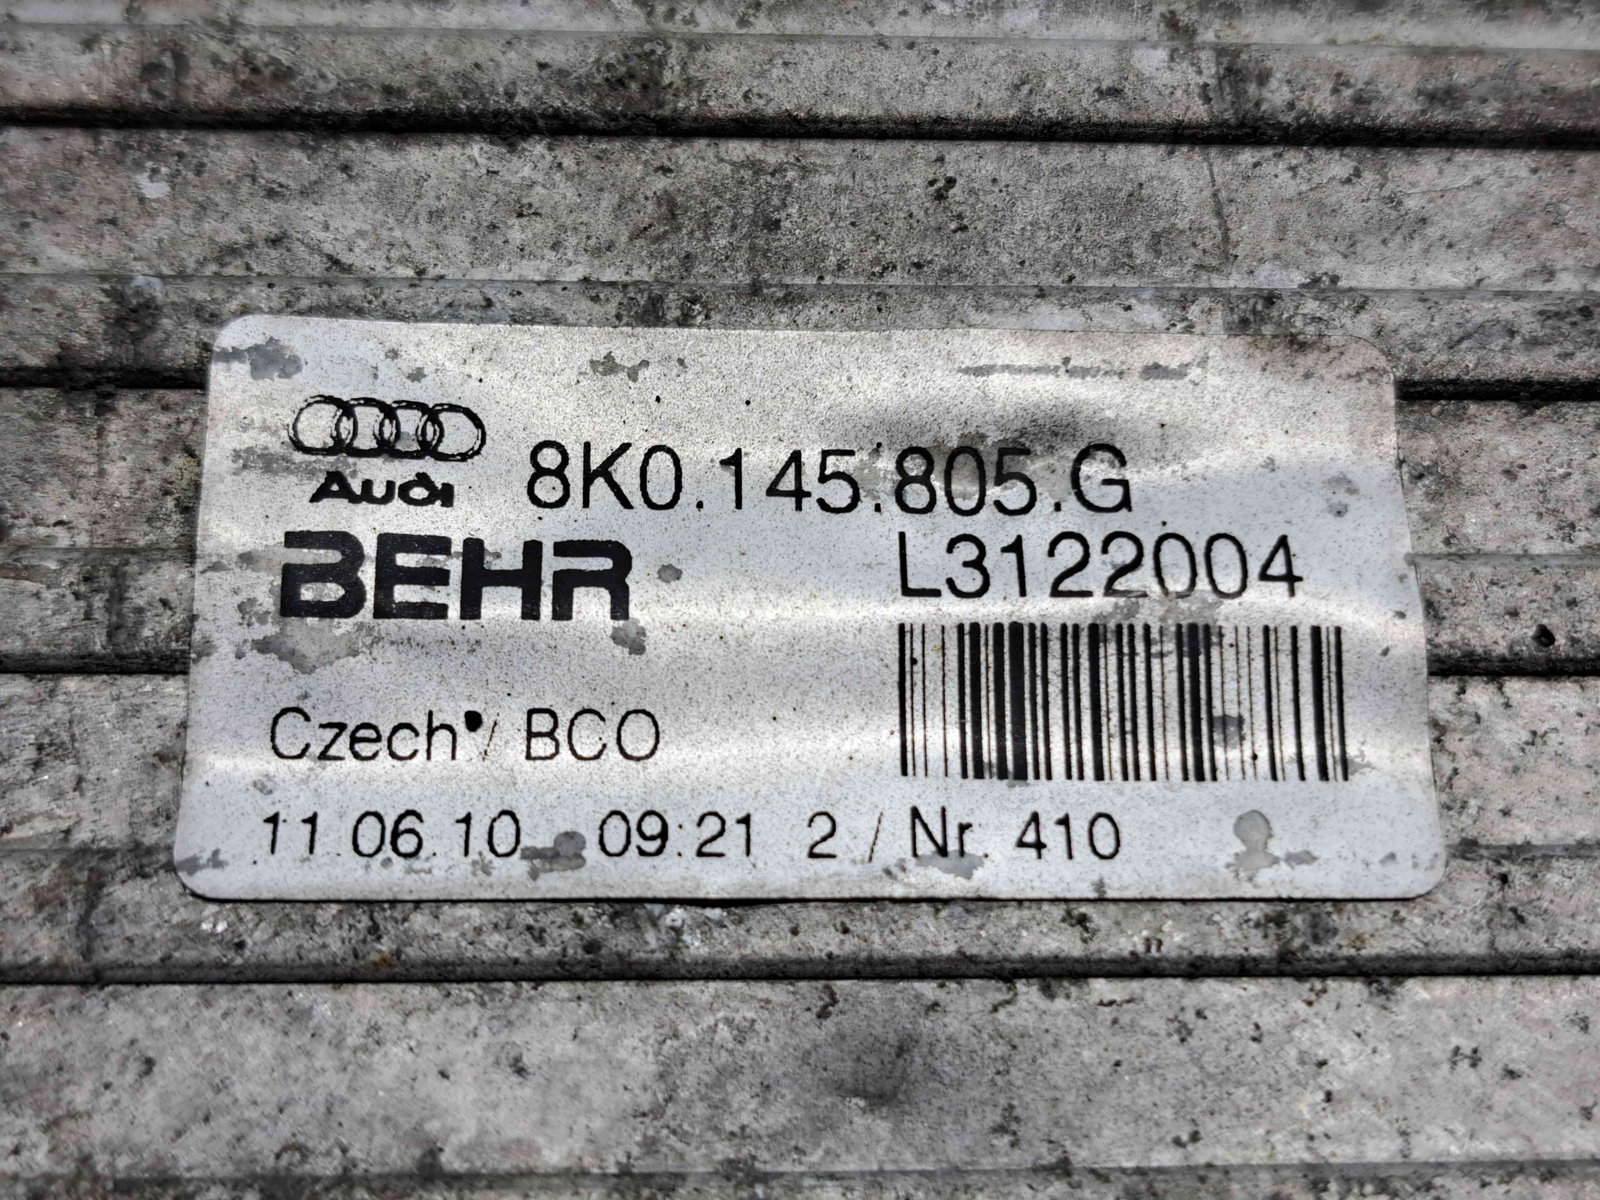 Audi 8K0.145.805.G
BEHR L3122004
Czech / BCO
11.06.10 09:21 2 / Nr. 410